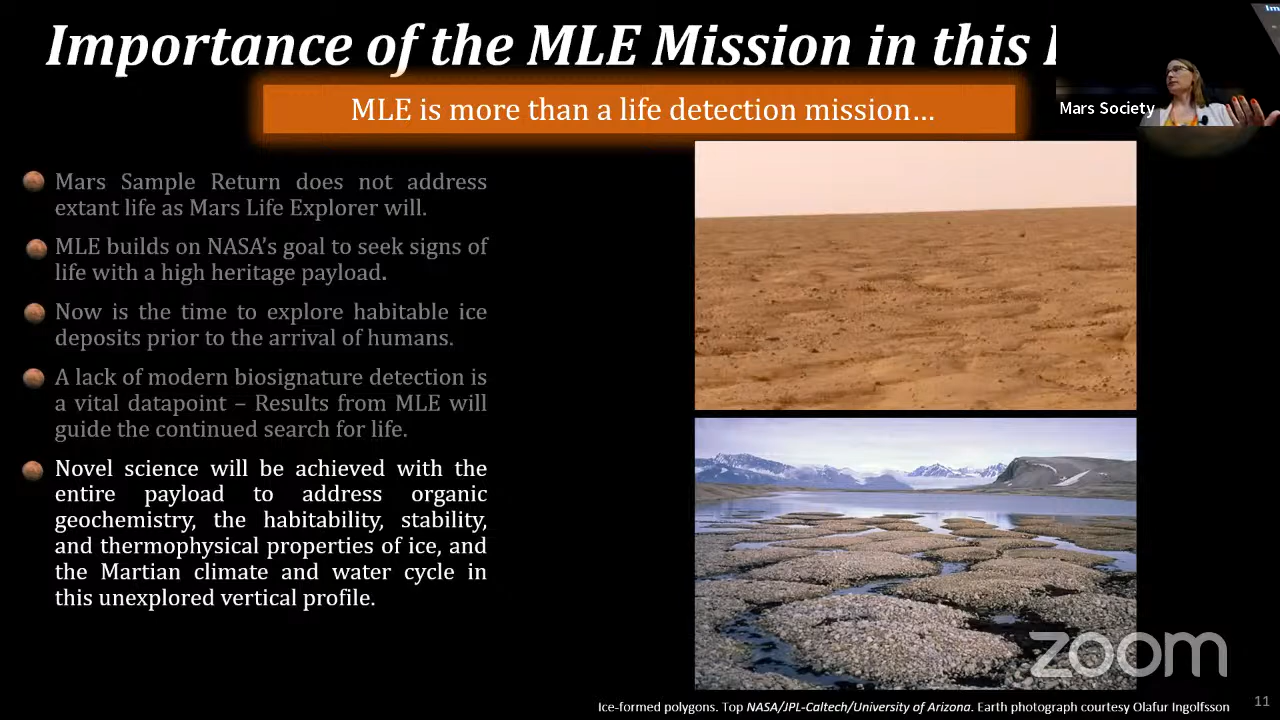 Importance of the MLE Mission in this
MLE is more than a life detection mission…
Mars Society
Mars Sample Return does not address
extant life as Mars Life Explorer will.
MLE builds on NASA's goal to seek signs of
life with a high heritage payload.
Now is the time to explore habitable ice
deposits prior to the arrival of humans.
A lack of modern biosignature detection is
a vital datapoint – Results from MLE will
guide the continued search for life.
Novel science will be achieved with the
entire payload to address organic
geochemistry, the habitability, stability,
and thermophysical properties of ice, and
the Martian climate and water cycle in
this unexplored vertical profile.
zoom
Ice-formed polygons. Top NASA/JPL-Caltech/University of Arizona. Earth photograph courtesy Olafur Ingolfsson
11